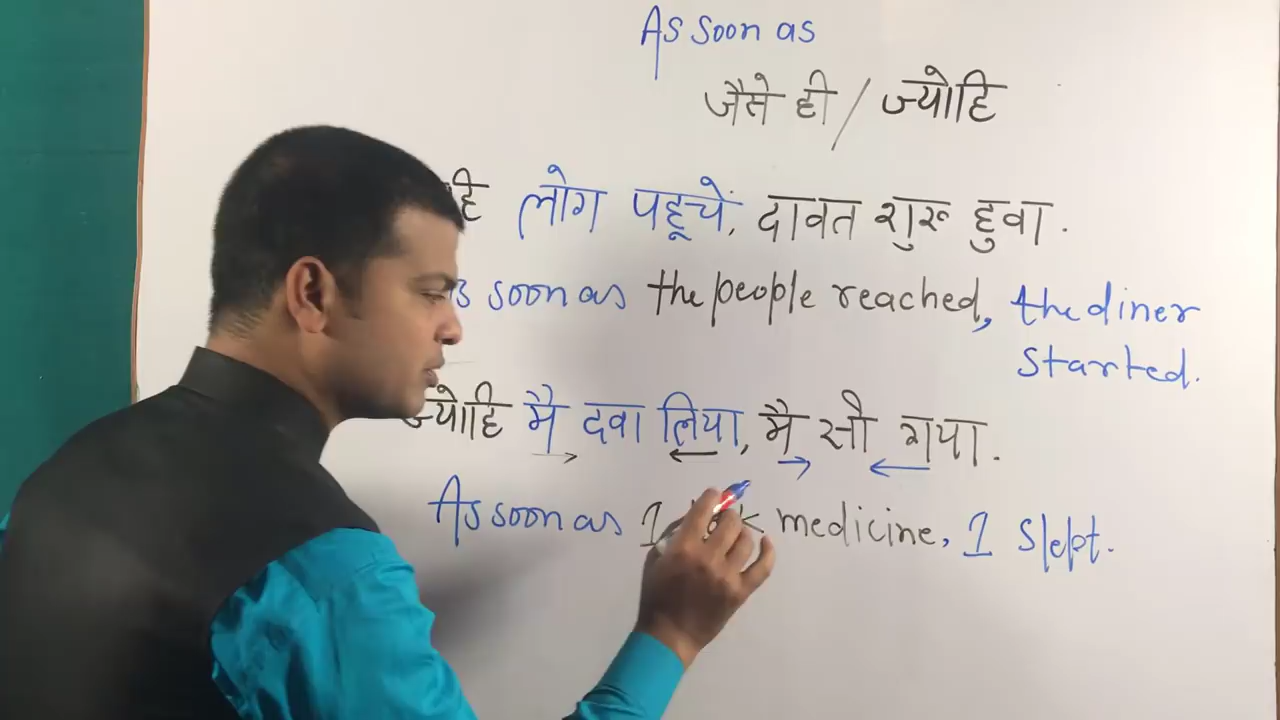 As soon as
जैसे ही / ज्योहि
लोग पहूचें, दावत शुरू हुवा.
soon as the people reached, the diner
started.
ज्योहि मै दवा लिया, मै सो गया.
As soon as I medicine, I slept.